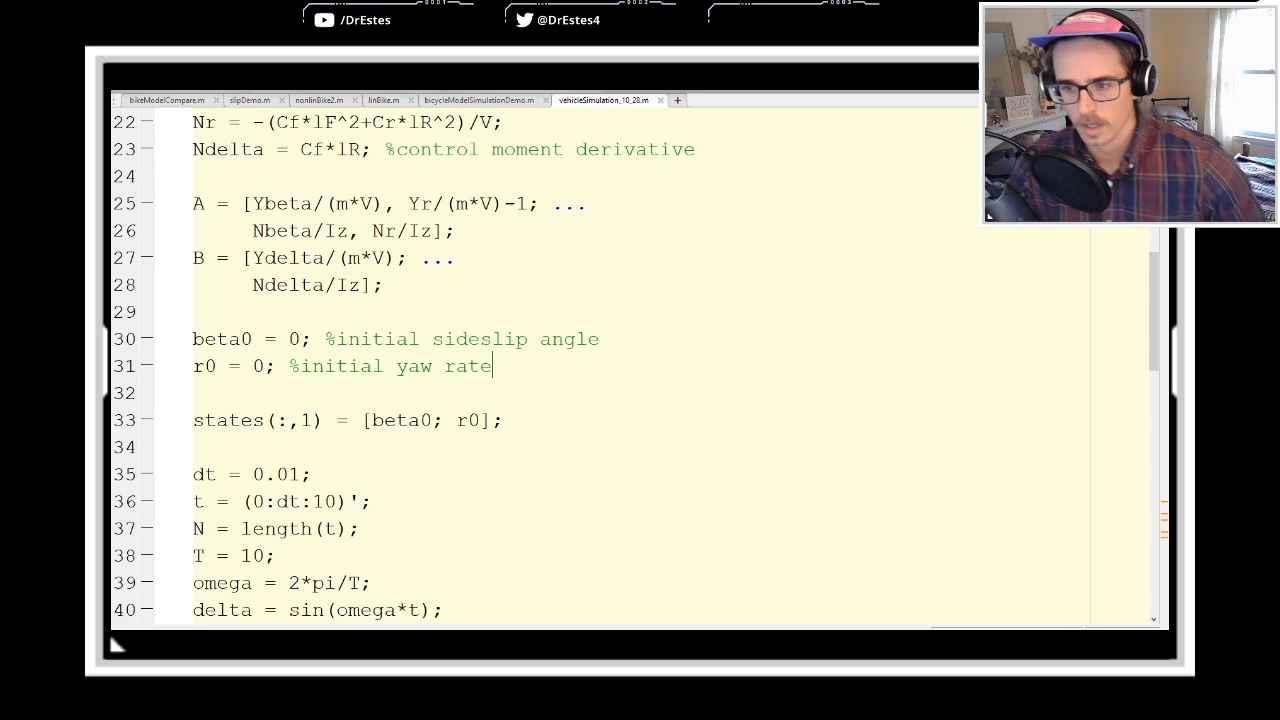 0001
0002
0003
/DrEstes
@DrEstes4
bikeModelCompare.m
slipDemo.m
nonlinBike2.m
linBike.m
bicycleModelSimulationDemo.m
vehicleSimulation_10_28.m
22 Nr = -(Cf*lF^2+Cr*lR^2)/V;
23 Ndelta = Cf*lR; %control moment derivative
24
25 A = [Ybeta/(m*V), Yr/(m*V)-1; ...
26 Nbeta/Iz, Nr/Iz];
27 B = [Ydelta/(m*V); ...
28 Ndelta/Iz];
29
30 beta0 = 0; %initial sideslip angle
31 r0 = 0; %initial yaw rate
32
33 states(:,1) = [beta0; r0];
34
35 dt = 0.01;
36 t = (0:dt:10)';
37 N = length(t);
38 T = 10;
39 omega = 2*pi/T;
40 delta = sin(omega*t);